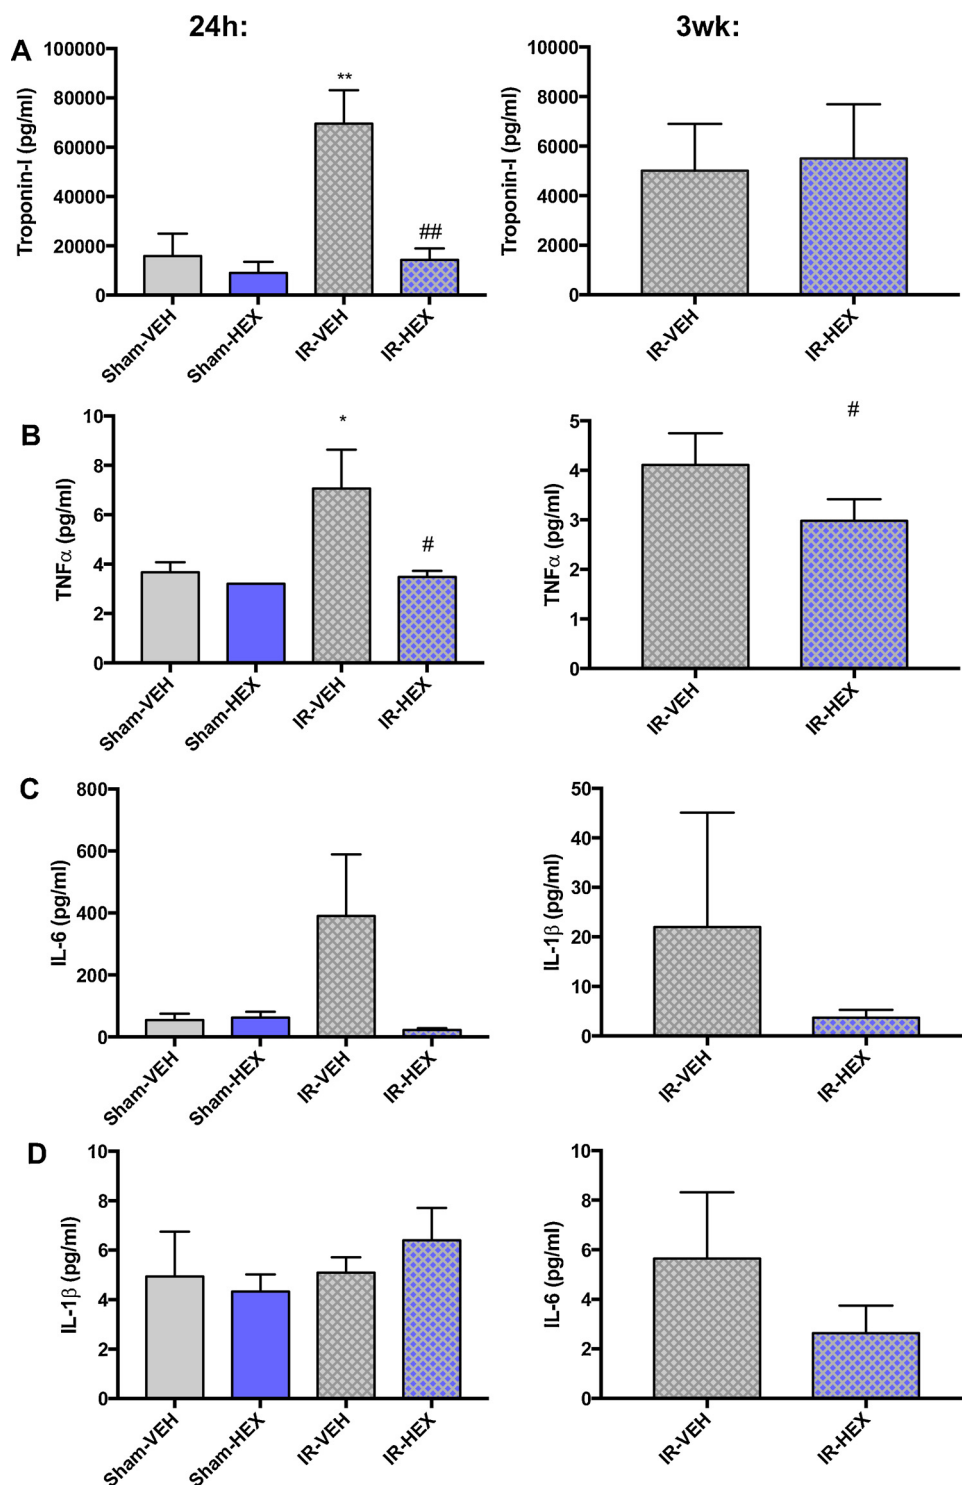 24h:
3wk:
A
Troponin-I (pg/ml)
100000
80000
60000
40000
20000
0
**
##
Sham-VEH
Sham-HEX
IR-VEH
IR-HEX
Troponin-I (pg/ml)
10000
8000
6000
4000
2000
0
IR-VEH
IR-HEX
B
TNFα (pg/ml)
10
8
6
4
2
0
*
#
Sham-VEH
Sham-HEX
IR-VEH
IR-HEX
TNFα (pg/ml)
5
4
3
2
1
0
#
IR-VEH
IR-HEX
C
IL-6 (pg/ml)
800
600
400
200
0
Sham-VEH
Sham-HEX
IR-VEH
IR-HEX
IL-1β (pg/ml)
50
40
30
20
10
0
IR-VEH
IR-HEX
D
IL-1β (pg/ml)
10
8
6
4
2
0
Sham-VEH
Sham-HEX
IR-VEH
IR-HEX
IL-6 (pg/ml)
10
8
6
4
2
0
IR-VEH
IR-HEX